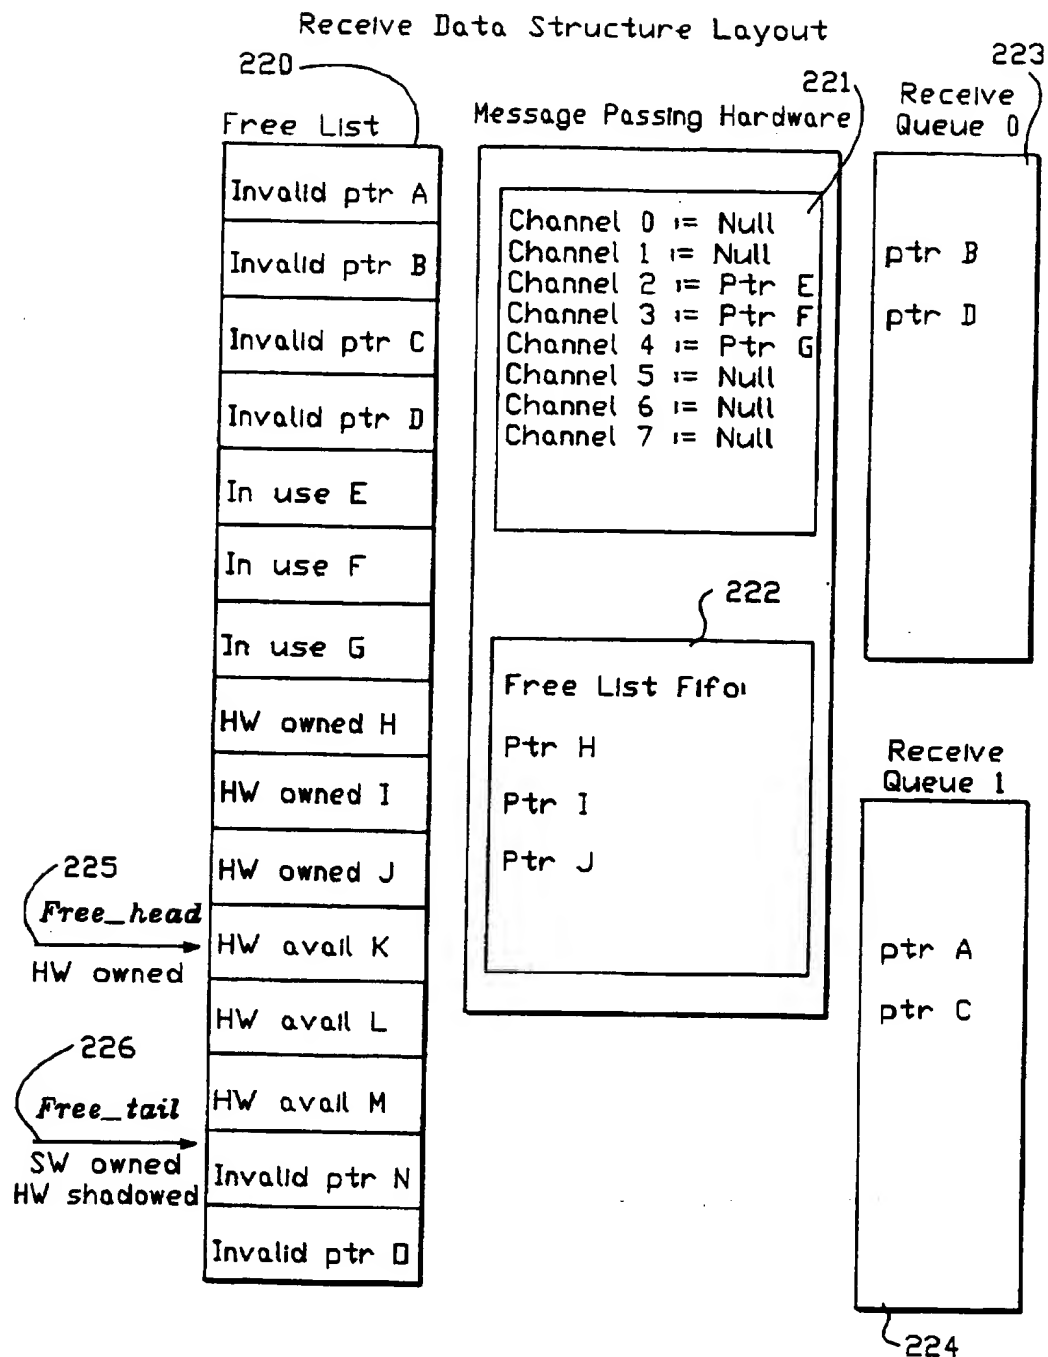 Receive Data Structure Layout
220
Free List
Invalid ptr A
Invalid ptr B
Invalid ptr C
Invalid ptr D
In use E
In use F
In use G
HW owned H
HW owned I
HW owned J
HW avail K
HW avail L
HW avail M
Invalid ptr N
Invalid ptr O
225
Free_head
HW owned
226
Free_tail
SW owned
HW shadowed
Message Passing Hardware
221
Channel 0 := Null
Channel 1 := Null
Channel 2 := Ptr E
Channel 3 := Ptr F
Channel 4 := Ptr G
Channel 5 := Null
Channel 6 := Null
Channel 7 := Null
222
Free List Fifo:
Ptr H
Ptr I
Ptr J
223
Receive
Queue 0
ptr B
ptr D
Receive
Queue 1
ptr A
ptr C
224